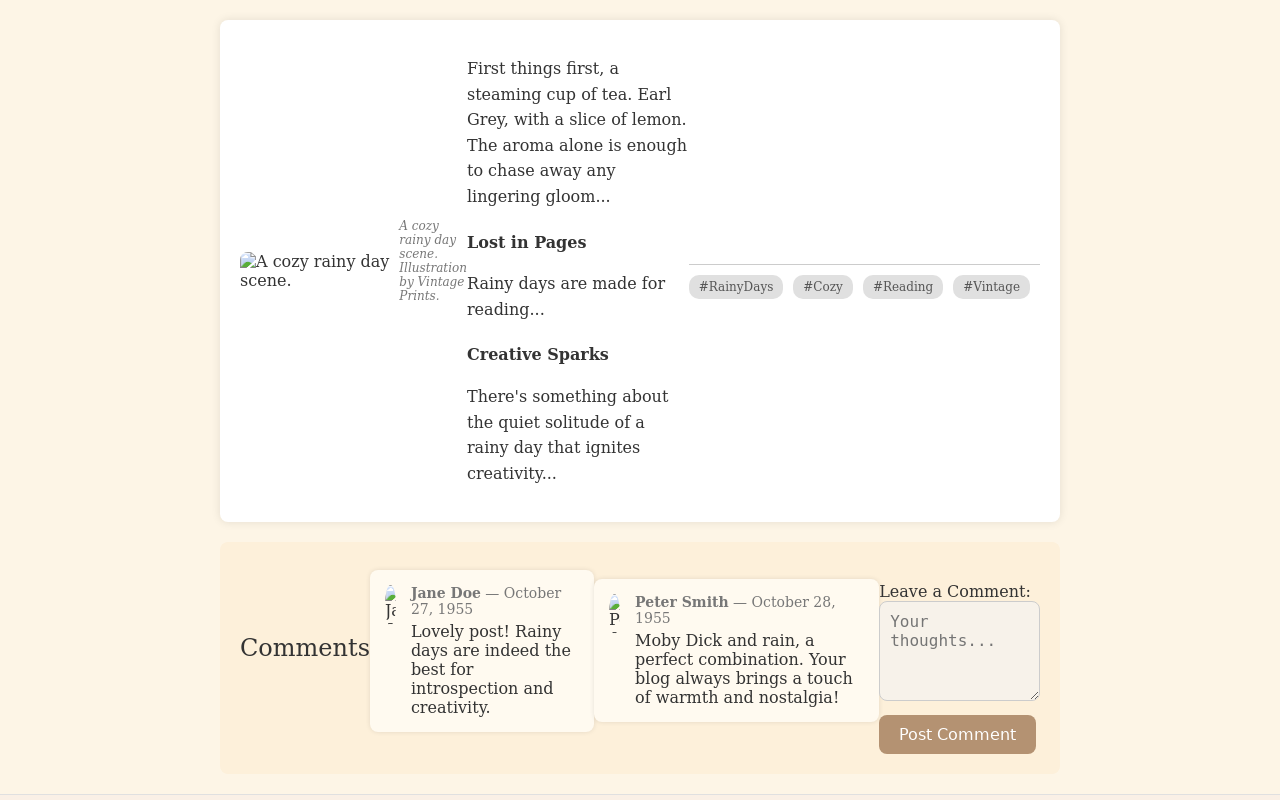 A cozy rainy day
scene.
A cozy
rainy day
scene.
Illustration
by Vintage
Prints.
First things first, a
steaming cup of tea. Earl
Grey, with a slice of lemon.
The aroma alone is enough
to chase away any
lingering gloom...
Lost in Pages
Rainy days are made for
reading...
Creative Sparks
There's something about
the quiet solitude of a
rainy day that ignites
creativity...
#RainyDays #Cozy #Reading #Vintage
Comments
Jane Doe — October
27, 1955
Lovely post! Rainy
days are indeed the
best for
introspection and
creativity.
Peter Smith — October 28,
1955
Moby Dick and rain, a
perfect combination. Your
blog always brings a touch
of warmth and nostalgia!
Leave a Comment:
Your
thoughts...
Post Comment